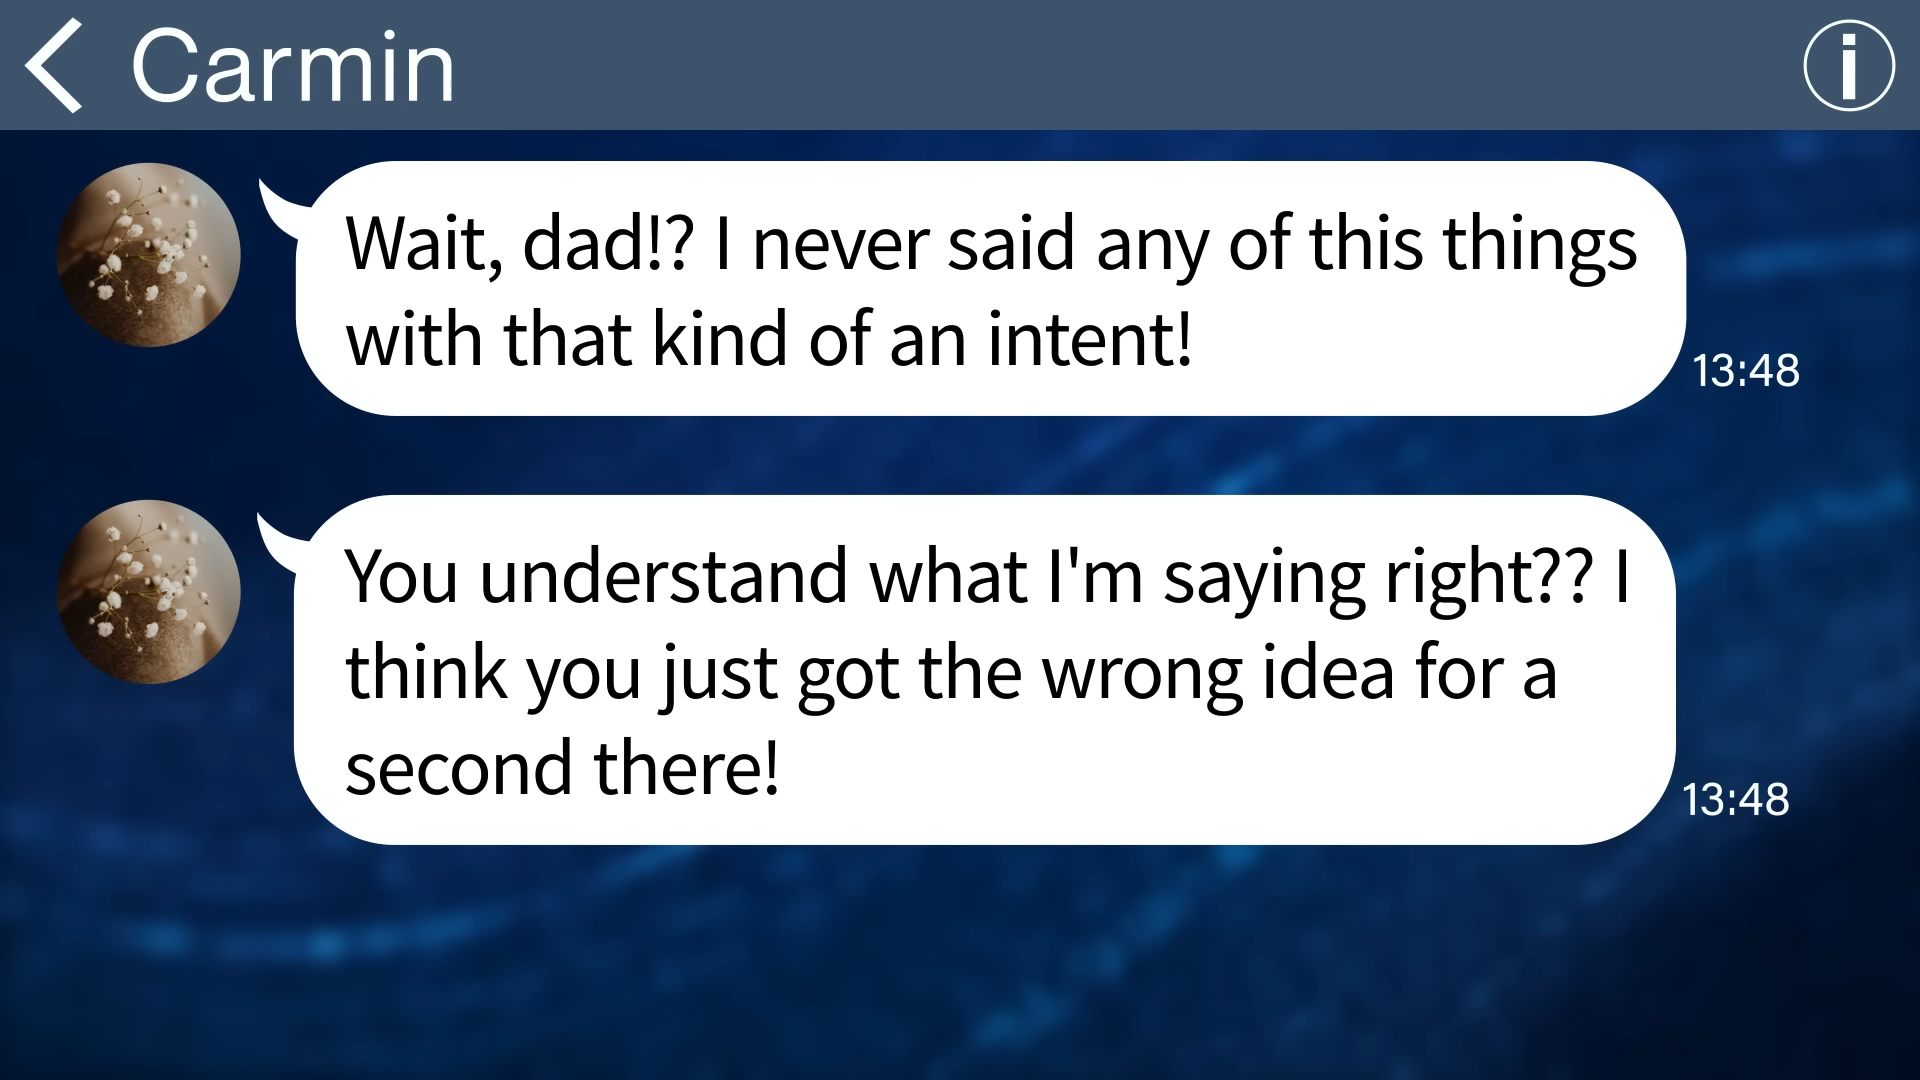 Carmin
Wait, dad!? I never said any of this things
with that kind of an intent!
13:48
You understand what I'm saying right?? I
think you just got the wrong idea for a
second there!
13:48